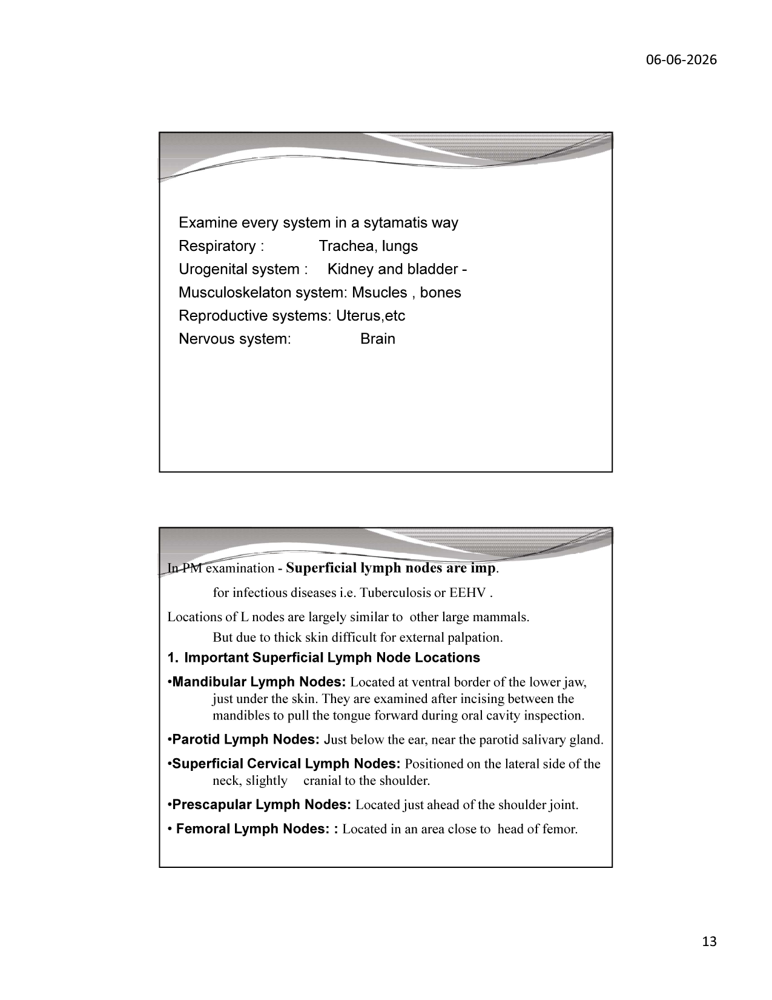 06-06-2026
Examine every system in a sytamatis way
Respiratory : Trachea, lungs
Urogenital system : Kidney and bladder -
Musculoskelaton system: Msucles , bones
Reproductive systems: Uterus,etc
Nervous system: Brain
In PM examination - Superficial lymph nodes are imp.
for infectious diseases i.e. Tuberculosis or EEHV .
Locations of L nodes are largely similar to other large mammals.
But due to thick skin difficult for external palpation.
1. Important Superficial Lymph Node Locations
•Mandibular Lymph Nodes: Located at ventral border of the lower jaw,
just under the skin. They are examined after incising between the
mandibles to pull the tongue forward during oral cavity inspection.
•Parotid Lymph Nodes: Just below the ear, near the parotid salivary gland.
•Superficial Cervical Lymph Nodes: Positioned on the lateral side of the
neck, slightly cranial to the shoulder.
•Prescapular Lymph Nodes: Located just ahead of the shoulder joint.
• Femoral Lymph Nodes: : Located in an area close to head of femor.
13